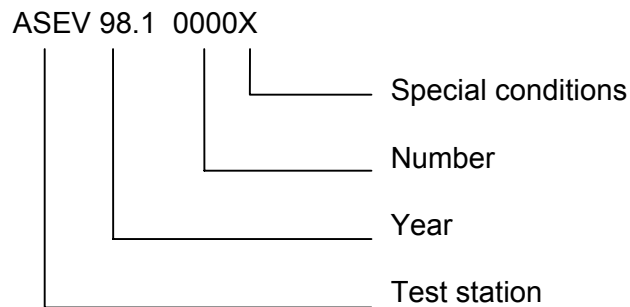 ASEV 98.1 0000X
Special conditions
Number
Year
Test station